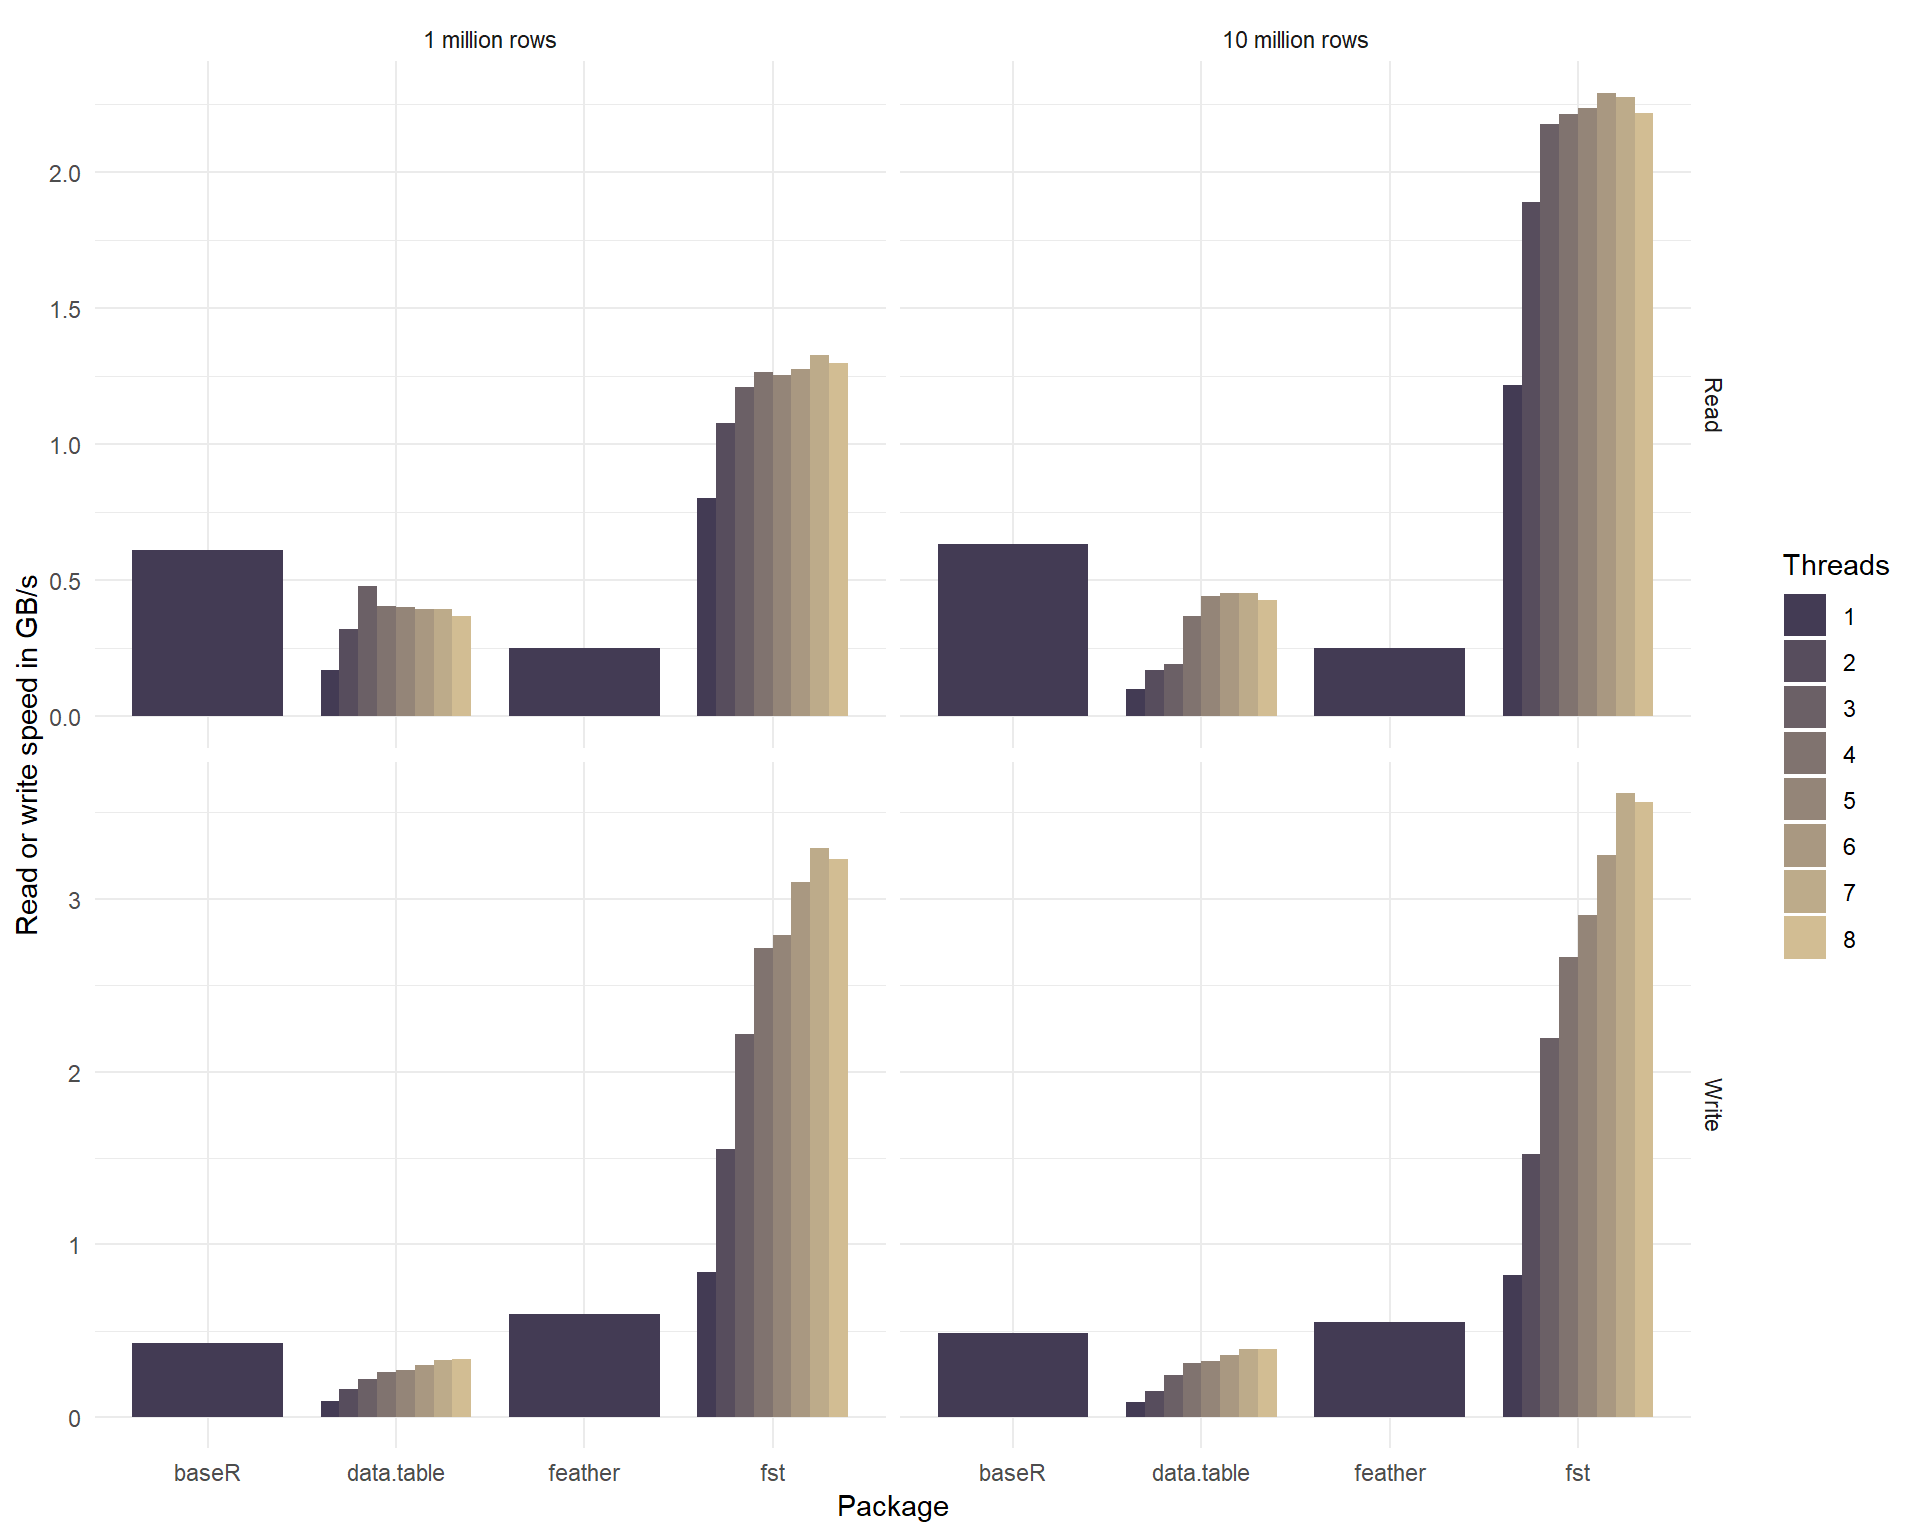 1 million rows
10 million rows
Read or write speed in GB/s
2.0
1.5
1.0
0.5
0.0
Read
3
2
1
0
Write
baseR
data.table
feather
fst
baseR
data.table
feather
fst
Package
Threads
1
2
3
4
5
6
7
8